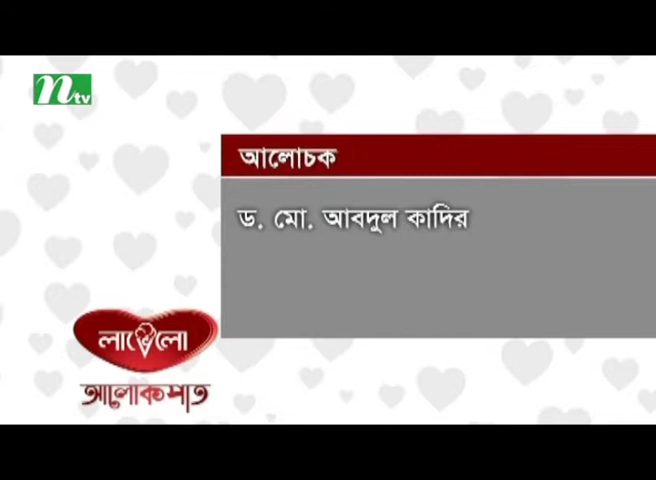 ntv
আলোচক
ড. মো. আবদুল কাদির
লাভেলো
আলোকপাত